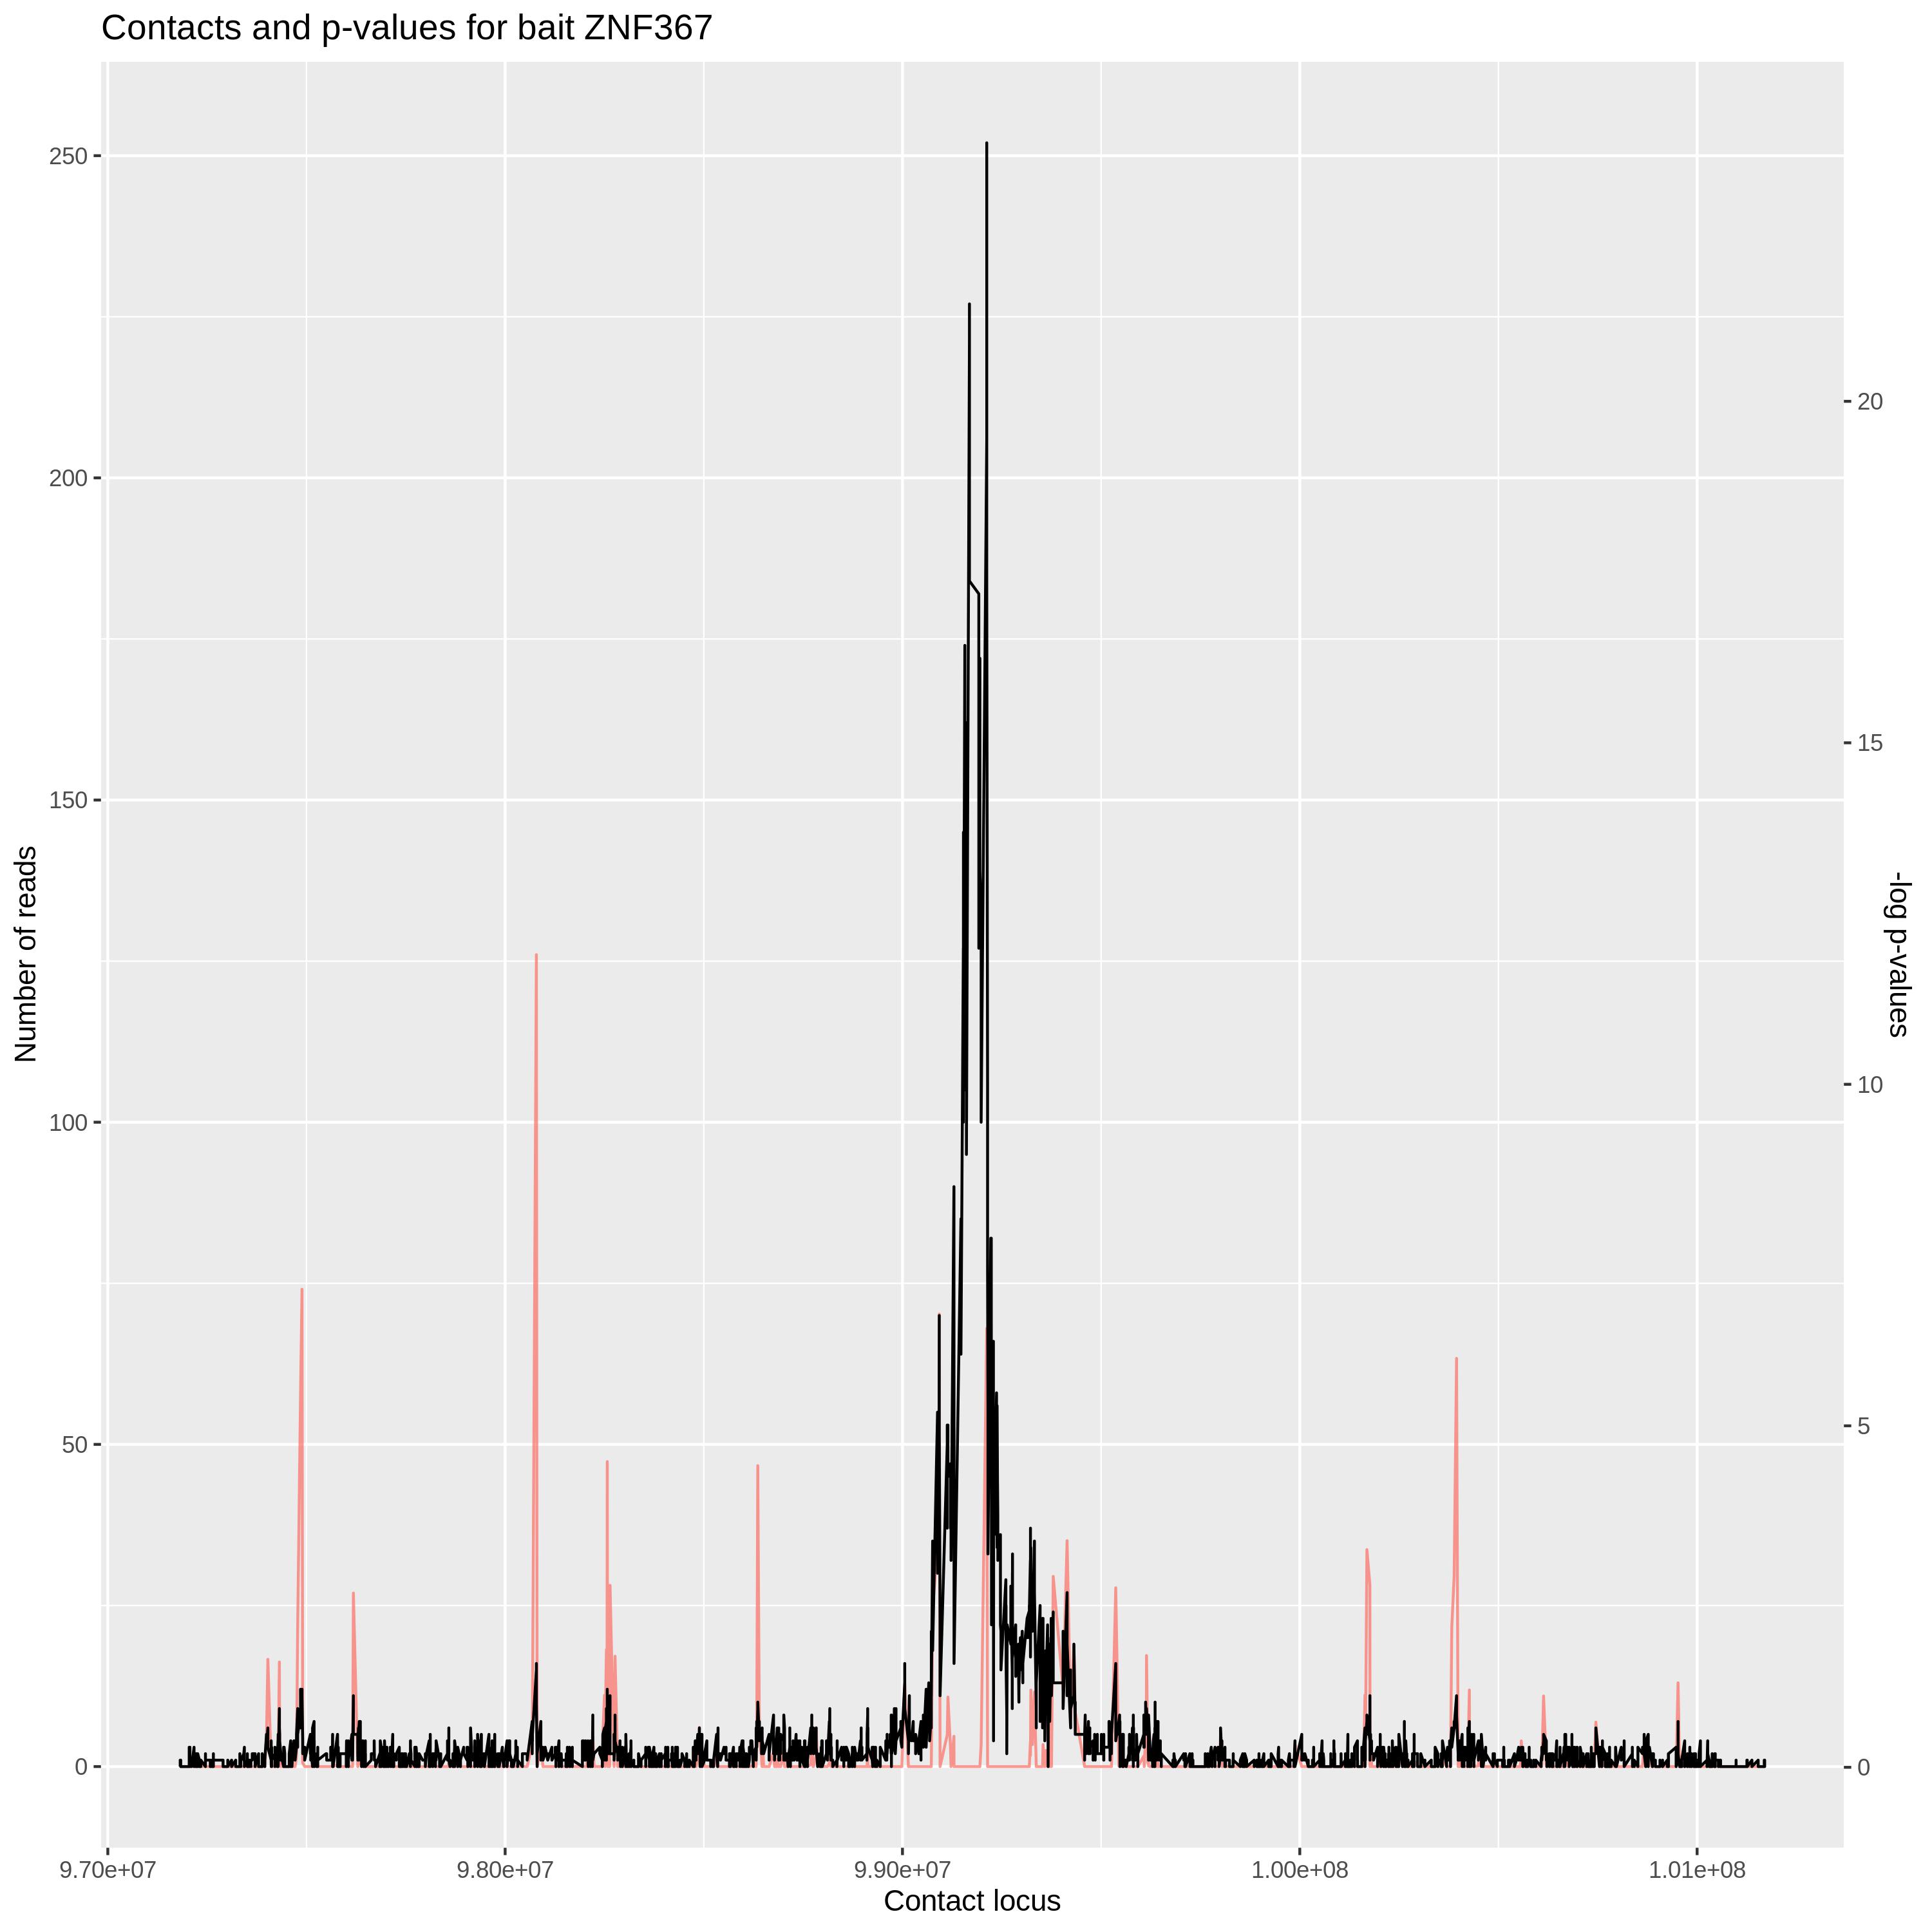 Contacts and p-values for bait ZNF367
250
200
150
100
50
0
Number of reads
20
15
10
5
0
-log p-values
9.70e+07 9.80e+07 9.90e+07 1.00e+08 1.01e+08
Contact locus